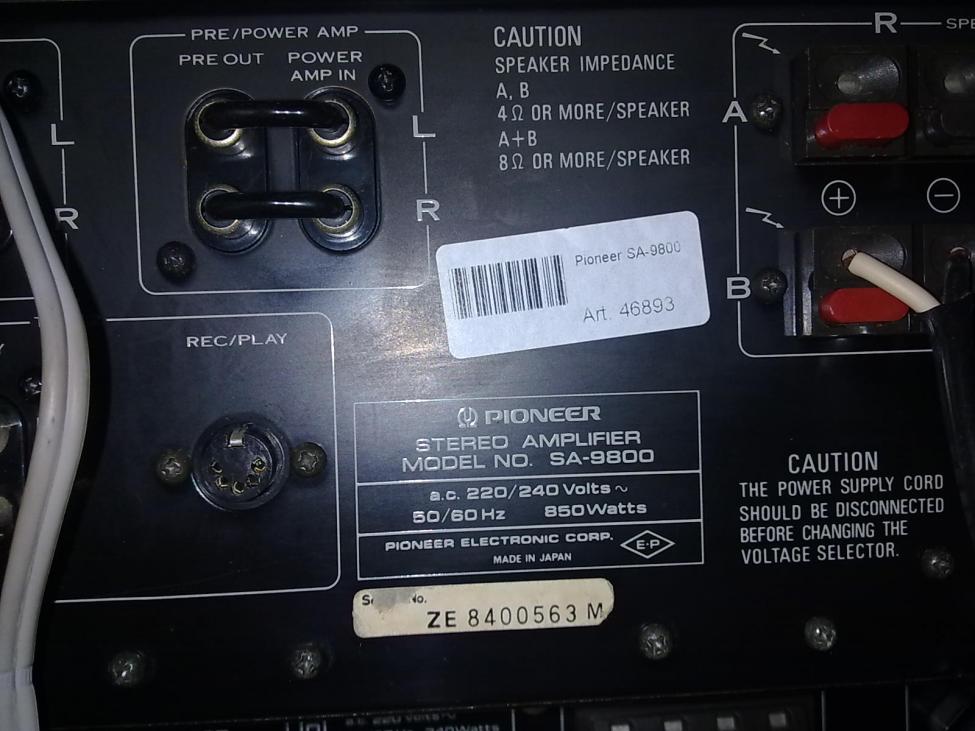 PRE/POWER AMP
PRE OUT
POWER
AMP IN
L
R
L
R
CAUTION
SPEAKER IMPEDANCE
A, B
4Ω OR MORE/SPEAKER
A+B
8Ω OR MORE/SPEAKER
R
A
+
−
B
Pioneer SA-9800
Art. 46893
REC/PLAY
PIONEER
STEREO AMPLIFIER
MODEL NO. SA-9800
a.c. 220/240 Volts ~
50/60 Hz 850 Watts
PIONEER ELECTRONIC CORP.
MADE IN JAPAN
E·P
CAUTION
THE POWER SUPPLY CORD
SHOULD BE DISCONNECTED
BEFORE CHANGING THE
VOLTAGE SELECTOR.
ZE 8400563 M